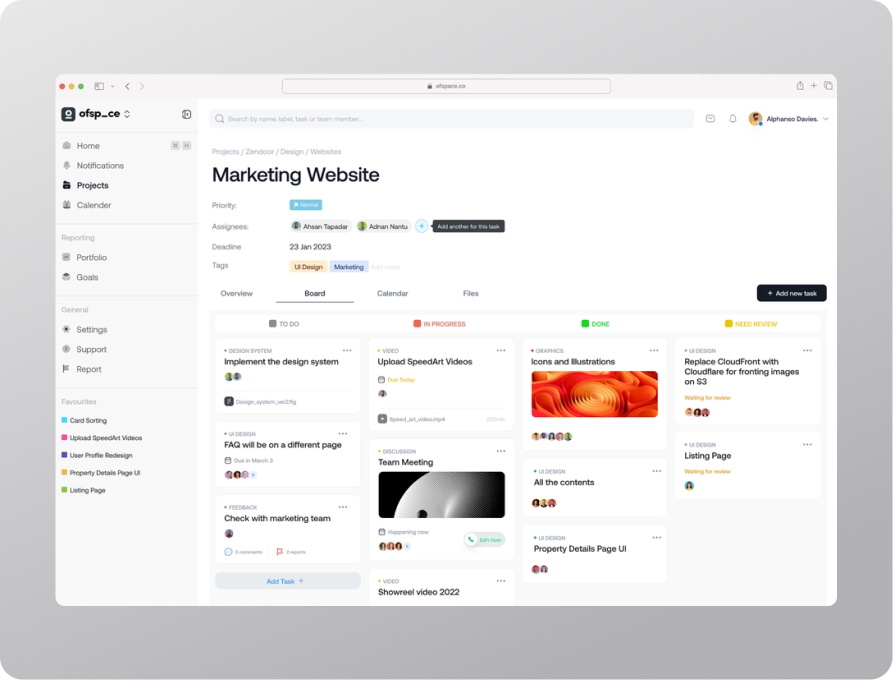 ofspace.co
ofsp_ce
Search by name, label, task or team member...
Alphanso Davies.
Home
⌘ H
Notifications
Projects
Calender
Reporting
Portfolio
Goals
General
Settings
Support
Report
Favourites
Card Sorting
Upload SpeedArt Videos
User Profile Redesign
Property Details Page UI
Listing Page
Projects / Zendoor / Design / Websites
Marketing Website
Priority:
Normal
Assignees:
Ahsan Tapadar
Adnan Nantu
+
Add another for this task
Deadline
23 Jan 2023
Tags
UI Design
Marketing
Add more
Overview
Board
Calendar
Files
+ Add new task
TO DO
DESIGN SYSTEM
Implement the design system
Design_system_ver2.fig
UI DESIGN
FAQ will be on a different page
Due in March 3
FEEDBACK
Check with marketing team
comments
2 reports
Add Task +
IN PROGRESS
VIDEO
Upload SpeedArt Videos
Due Today
Speed_art_video.mp4
DISCUSSION
Team Meeting
Happening now
Join now
VIDEO
Showreel video 2022
DONE
GRAPHICS
Icons and Illustrations
UI DESIGN
All the contents
UI DESIGN
Property Details Page UI
NEED REVIEW
UI DESIGN
Replace CloudFront with
Cloudflare for fronting images
on S3
Waiting for review
UI DESIGN
Listing Page
Waiting for review